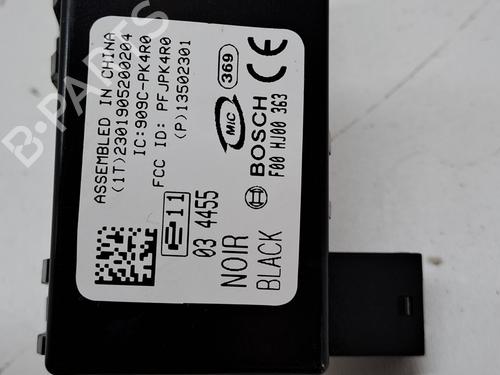 ASSEMBLED IN CHINA
(1T)2301905200204
IC:909C-PK4R0
FCC ID: PFJPK4R0
(P)13502301
369
MIC
BOSCH
F00 HJ00 363
e 11
03 4455
NOIR
BLACK
B-PARTS